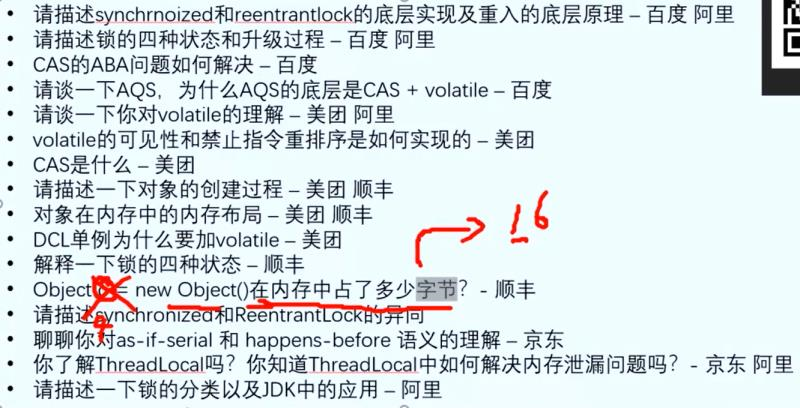 • 请描述synchrnoized和reentrantlock的底层实现及重入的底层原理 – 百度 阿里
• 请描述锁的四种状态和升级过程 – 百度 阿里
• CAS的ABA问题如何解决 – 百度
• 请谈一下AQS，为什么AQS的底层是CAS + volatile – 百度
• 请谈一下你对volatile的理解 – 美团 阿里
• volatile的可见性和禁止指令重排序是如何实现的 – 美团
• CAS是什么 – 美团
• 请描述一下对象的创建过程 – 美团 顺丰
• 对象在内存中的内存布局 – 美团 顺丰
16
• DCL单例为什么要加volatile – 美团
• 解释一下锁的四种状态 – 顺丰
• Object o = new Object()在内存中占了多少字节？ - 顺丰
• 请描述synchronized和ReentrantLock的异同
4
• 聊聊你对as-if-serial 和 happens-before 语义的理解 – 京东
• 你了解ThreadLocal吗？你知道ThreadLocal中如何解决内存泄漏问题吗？- 京东 阿里
• 请描述一下锁的分类以及JDK中的应用 – 阿里